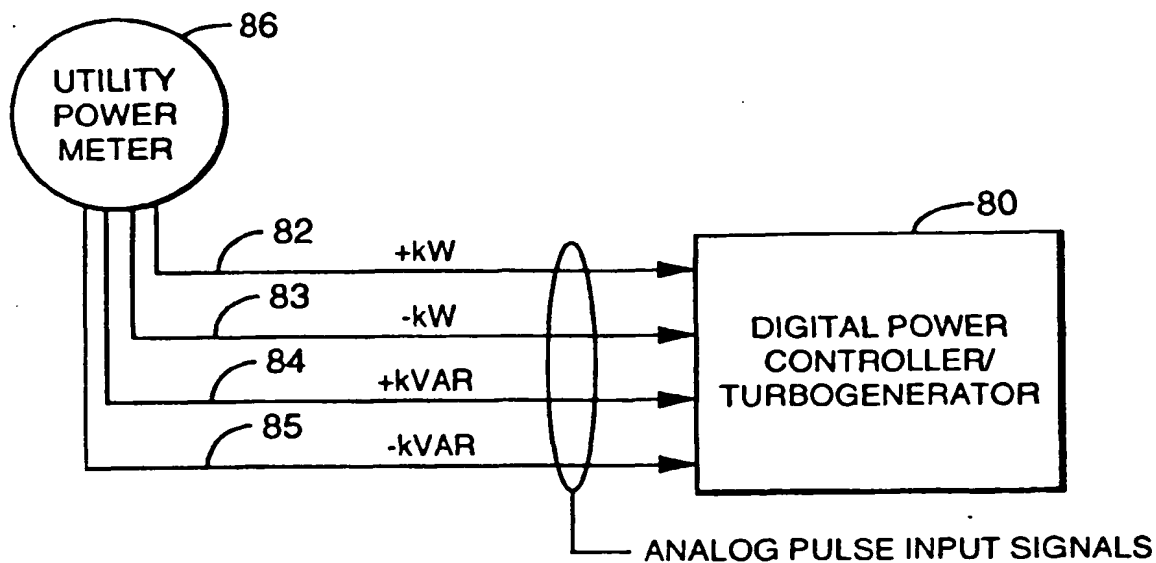 86
UTILITY
POWER
METER
80
82
+kW
83
-kW
84
+kVAR
85
-kVAR
DIGITAL POWER
CONTROLLER/
TURBOGENERATOR
ANALOG PULSE INPUT SIGNALS